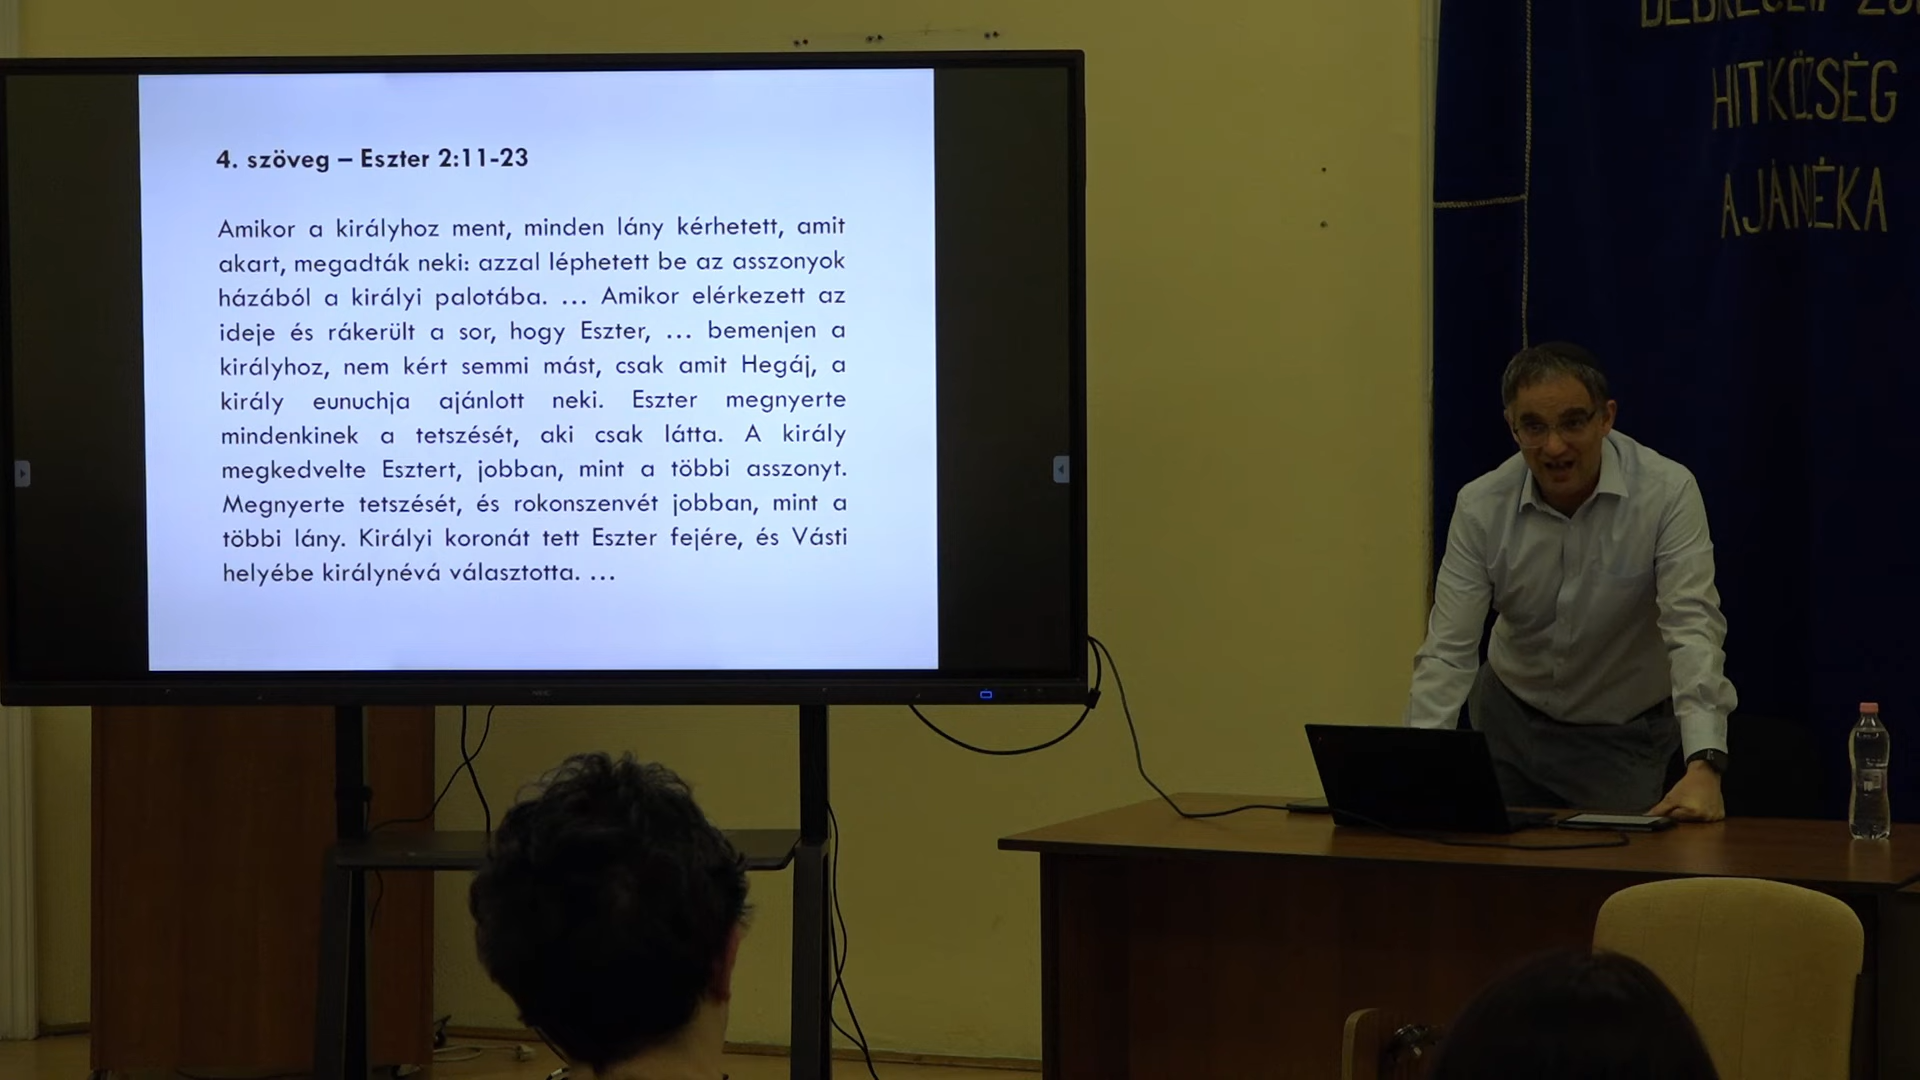 4. szöveg – Eszter 2:11-23
Amikor a királyhoz ment, minden lány kérhetett, amit
akart, megadták neki: azzal léphetett be az asszonyok
házából a királyi palotába. … Amikor elérkezett az
ideje és rákerült a sor, hogy Eszter, … bemenjen a
királyhoz, nem kért semmi mást, csak amit Hegáj, a
király eunuchja ajánlott neki. Eszter megnyerte
mindenkinek a tetszését, aki csak látta. A király
megkedvelte Esztert, jobban, mint a többi asszonyt.
Megnyerte tetszését, és rokonszenvét jobban, mint a
többi lány. Királyi koronát tett Eszter fejére, és Vásti
helyébe királynévá választotta. …
NEC
HITKÖZSÉG
AJÁNÉKA